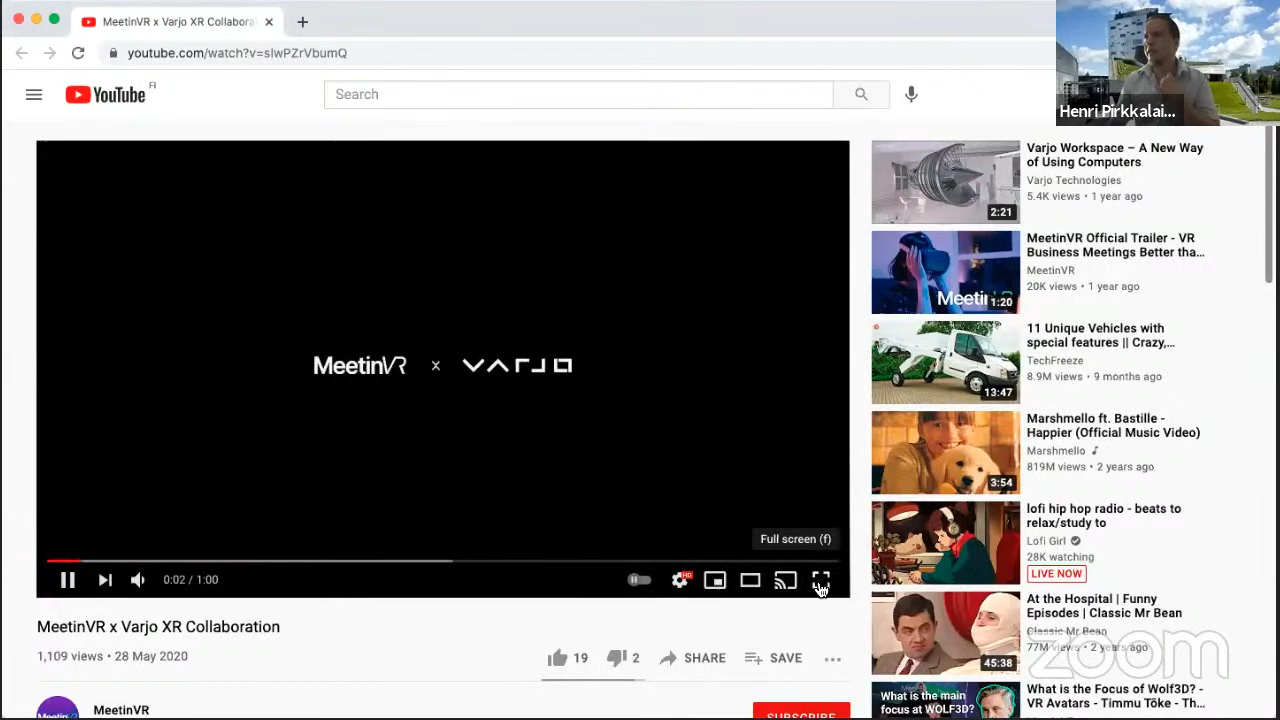 MeetinVR x Varjo XR Collabora
youtube.com/watch?v=slwPZrVbumQ
YouTube FI
Search
Henri Pirkkalai...
MeetinVR x VARJO
Full screen (f)
0:02 / 1:00
HD
MeetinVR x Varjo XR Collaboration
1,109 views • 28 May 2020
19
2
SHARE
SAVE
MeetinVR
SUBSCRIBE
2:21
Varjo Workspace – A New Way
of Using Computers
Varjo Technologies
5.4K views • 1 year ago
Meetin
1:20
MeetinVR Official Trailer - VR
Business Meetings Better tha...
MeetinVR
20K views • 1 year ago
13:47
11 Unique Vehicles with
special features || Crazy,...
TechFreeze
8.9M views • 9 months ago
3:54
Marshmello ft. Bastille -
Happier (Official Music Video)
Marshmello
819M views • 2 years ago
lofi hip hop radio - beats to
relax/study to
Lofi Girl
28K watching
LIVE NOW
45:38
At the Hospital | Funny
Episodes | Classic Mr Bean
Classic Mr Bean
77M views • 2 years ago
zoom
What is the main
focus at WOLF3D?
What is the Focus of Wolf3D? -
VR Avatars - Timmu Tõke - Th...